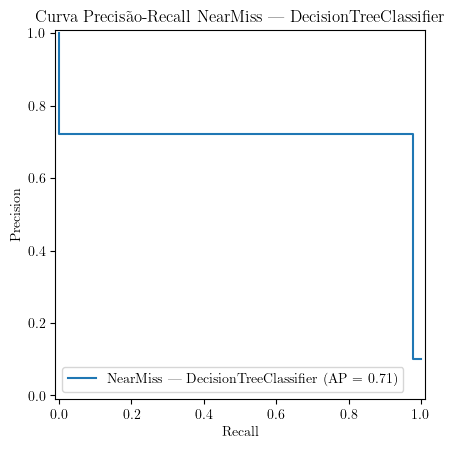 Curva Precisão-Recall NearMiss — DecisionTreeClassifier
1.0
0.8
0.6
0.4
0.2
0.0
Precision
NearMiss — DecisionTreeClassifier (AP = 0.71)
0.0 0.2 0.4 0.6 0.8 1.0
Recall